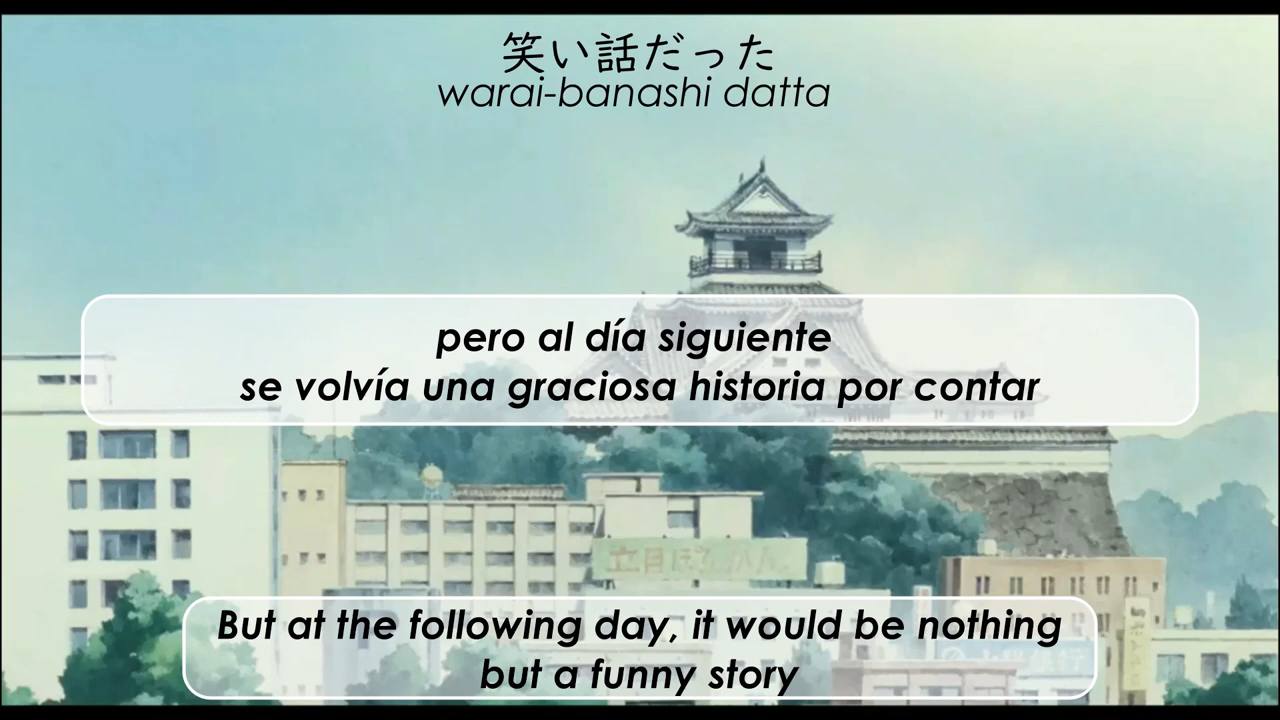 笑い話だった
warai-banashi datta
pero al día siguiente
se volvía una graciosa historia por contar
But at the following day, it would be nothing
but a funny story